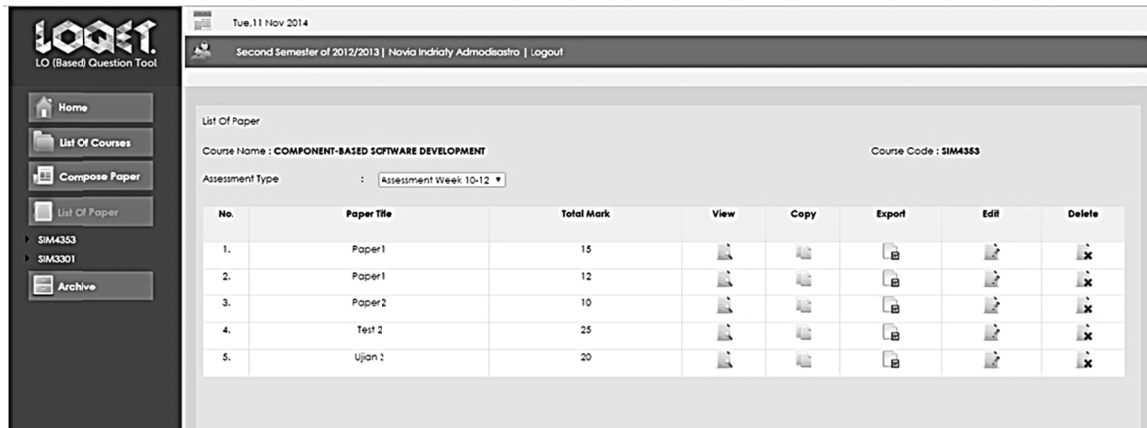 LOQET.
LO (Based) Question Tool
Home
List Of Courses
Compose Paper
List Of Paper
SIM4353
SIM3301
Archive
Tue,11 Nov 2014
Second Semester of 2012/2013 | Novia Indriaty Admodisastro | Logout
List Of Paper
Course Name : COMPONENT-BASED SOFTWARE DEVELOPMENT Course Code : SIM4353
Assessment Type : Assessment Week 10-12
No. Paper Title Total Mark View Copy Export Edit Delete
1. Paper1 15
2. Paper1 12
3. Paper2 10
4. Test 2 25
5. Ujian 2 20